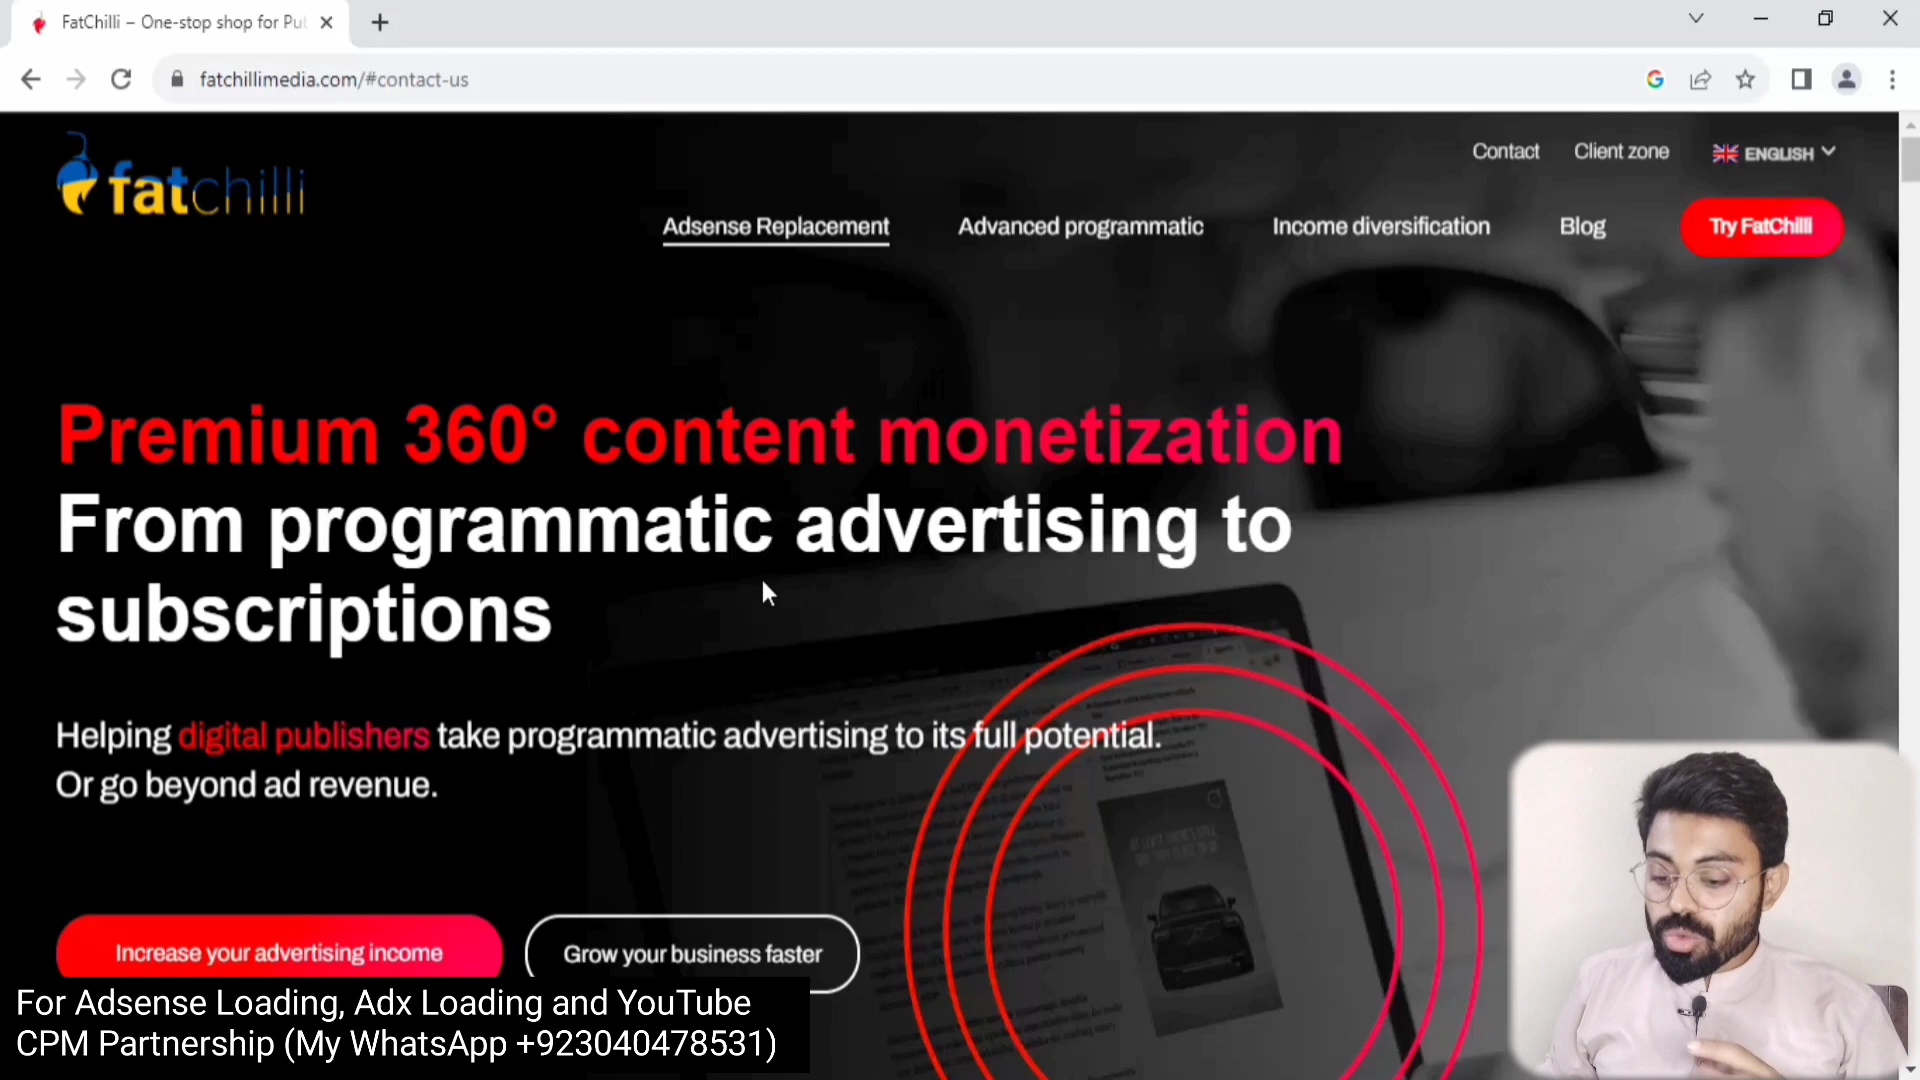 FatChilli – One-stop shop for Pu
fatchillimedia.com/#contact-us
Contact
Client zone
ENGLISH
fatchilli
Adsense Replacement
Advanced programmatic
Income diversification
Blog
Try FatChilli
Premium 360° content monetization
From programmatic advertising to
subscriptions
Helping digital publishers take programmatic advertising to its full potential.
Or go beyond ad revenue.
Increase your advertising income
Grow your business faster
For Adsense Loading, Adx Loading and YouTube
CPM Partnership (My WhatsApp +923040478531)